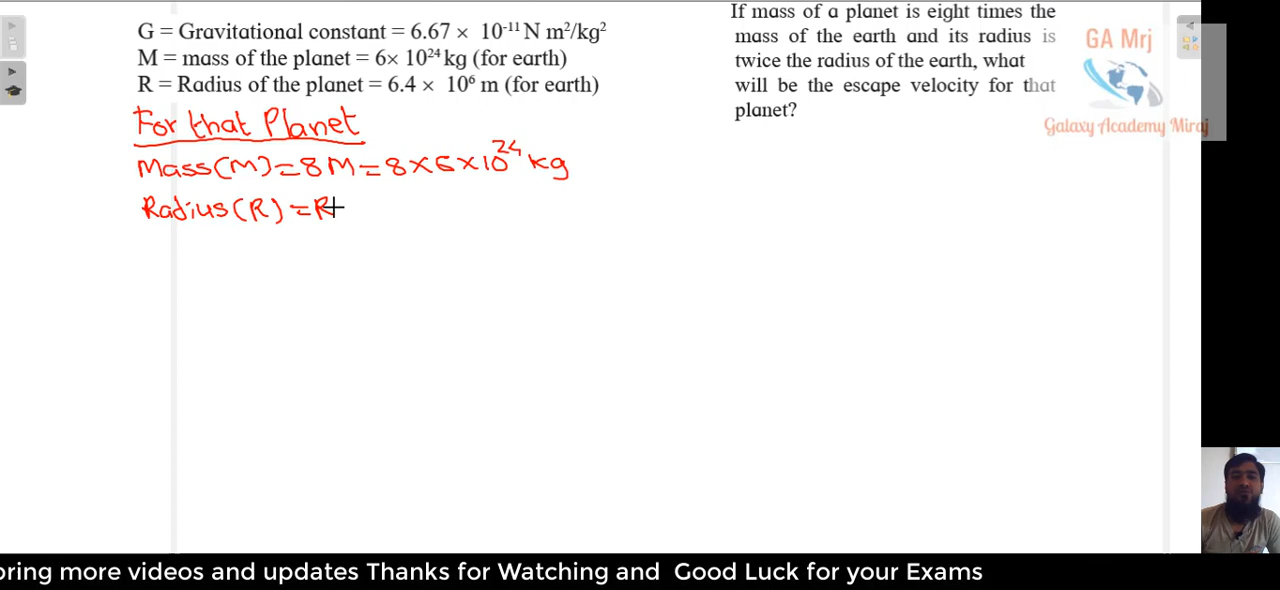 G = Gravitational constant = 6.67 × 10⁻¹¹ N m²/kg²
M = mass of the planet = 6× 10²⁴ kg (for earth)
R = Radius of the planet = 6.4 × 10⁶ m (for earth)
For that Planet
Mass(M)=8M=8×6×10²⁴ kg
Radius(R)=R
If mass of a planet is eight times the
mass of the earth and its radius is
twice the radius of the earth, what
will be the escape velocity for that
planet?
GA Mrj
Galaxy Academy Miraj
oring more videos and updates Thanks for Watching and Good Luck for your Exams